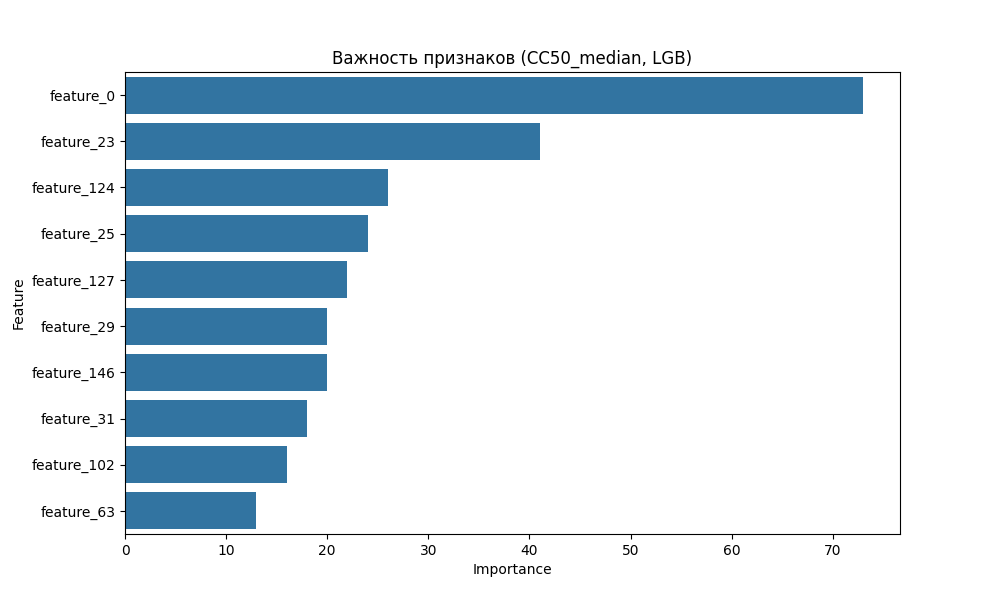 Важность признаков (CC50_median, LGB)
feature_0
feature_23
feature_124
feature_25
feature_127
feature_29
feature_146
feature_31
feature_102
feature_63
Feature
0 10 20 30 40 50 60 70
Importance